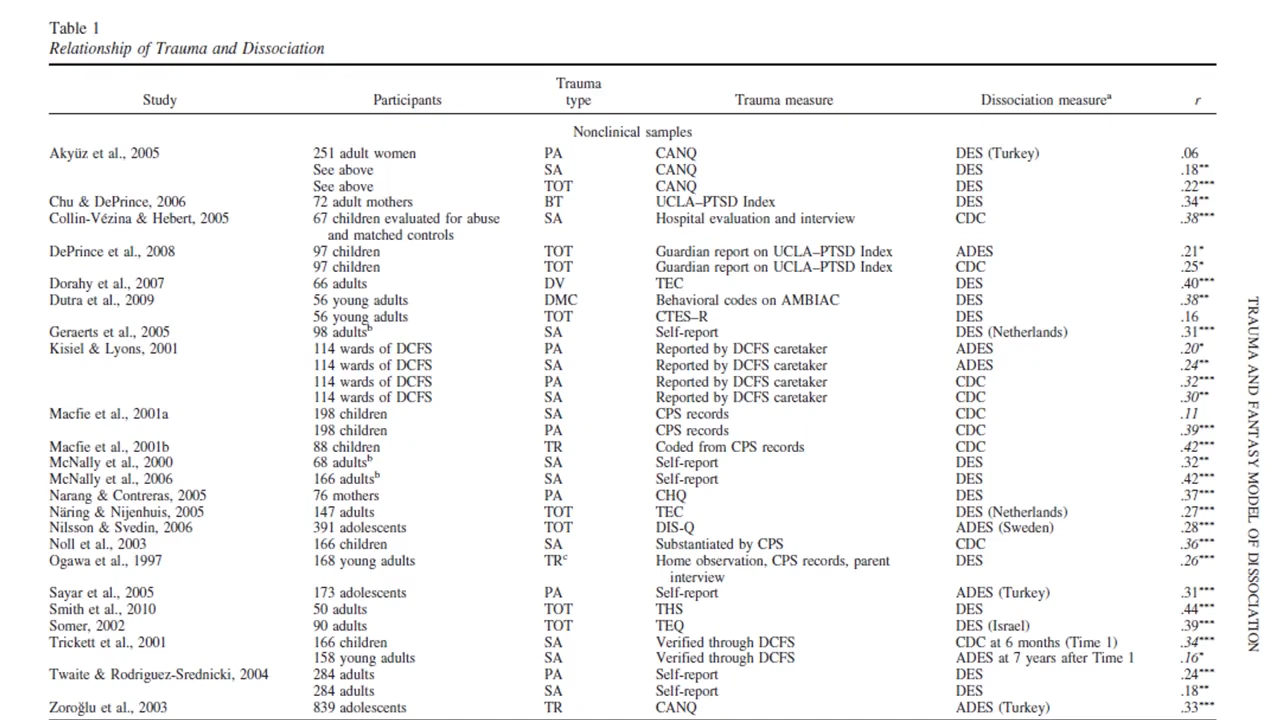 Table 1
Relationship of Trauma and Dissociation
Trauma
Study Participants type Trauma measure Dissociation measureᵃ r
Nonclinical samples
Akyüz et al., 2005 251 adult women PA CANQ DES (Turkey) .06
See above SA CANQ DES .18**
See above TOT CANQ DES .22***
Chu & DePrince, 2006 72 adult mothers BT UCLA–PTSD Index DES .34**
Collin-Vézina & Hebert, 2005 67 children evaluated for abuse SA Hospital evaluation and interview CDC .38***
and matched controls
DePrince et al., 2008 97 children TOT Guardian report on UCLA–PTSD Index ADES .21*
97 children TOT Guardian report on UCLA–PTSD Index CDC .25*
Dorahy et al., 2007 66 adults DV TEC DES .40***
Dutra et al., 2009 56 young adults DMC Behavioral codes on AMBIAC DES .38**
56 young adults TOT CTES–R DES .16
Geraerts et al., 2005 98 adultsᵇ SA Self-report DES (Netherlands) .31***
Kisiel & Lyons, 2001 114 wards of DCFS PA Reported by DCFS caretaker ADES .20*
114 wards of DCFS SA Reported by DCFS caretaker ADES .24**
114 wards of DCFS PA Reported by DCFS caretaker CDC .32***
114 wards of DCFS SA Reported by DCFS caretaker CDC .30**
Macfie et al., 2001a 198 children SA CPS records CDC .11
198 children PA CPS records CDC .39***
Macfie et al., 2001b 88 children TR Coded from CPS records CDC .42***
McNally et al., 2000 68 adultsᵇ SA Self-report DES .32**
McNally et al., 2006 166 adultsᵇ SA Self-report DES .42***
Narang & Contreras, 2005 76 mothers PA CHQ DES .37***
Näring & Nijenhuis, 2005 147 adults TOT TEC DES (Netherlands) .27***
Nilsson & Svedin, 2006 391 adolescents TOT DIS-Q ADES (Sweden) .28***
Noll et al., 2003 166 children SA Substantiated by CPS CDC .36***
Ogawa et al., 1997 168 young adults TRᶜ Home observation, CPS records, parent DES .26***
interview
Sayar et al., 2005 173 adolescents PA Self-report ADES (Turkey) .31***
Smith et al., 2010 50 adults TOT THS DES .44***
Somer, 2002 90 adults TOT TEQ DES (Israel) .39***
Trickett et al., 2001 166 children SA Verified through DCFS CDC at 6 months (Time 1) .34***
158 young adults SA Verified through DCFS ADES at 7 years after Time 1 .16*
Twaite & Rodriguez-Srednicki, 2004 284 adults PA Self-report DES .24***
284 adults SA Self-report DES .18**
Zoroğlu et al., 2003 839 adolescents TR CANQ ADES (Turkey) .33***
TRAUMA AND FANTASY MODEL OF DISSOCIATION